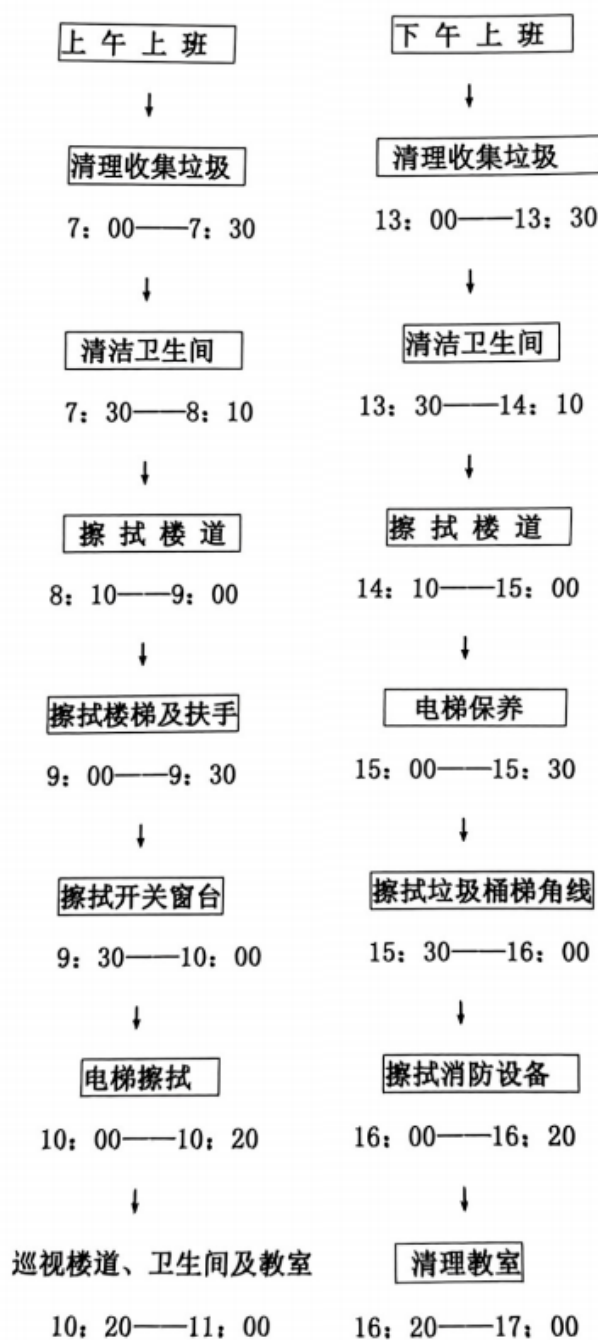 上午上班
清理收集垃圾
7：00——7：30
清洁卫生间
7：30——8：10
擦拭楼道
8：10——9：00
擦拭楼梯及扶手
9：00——9：30
擦拭开关窗台
9：30——10：00
电梯擦拭
10：00——10：20
巡视楼道、卫生间及教室
10：20——11：00
下午上班
清理收集垃圾
13：00——13：30
清洁卫生间
13：30——14：10
擦拭楼道
14：10——15：00
电梯保养
15：00——15：30
擦拭垃圾桶梯角线
15：30——16：00
擦拭消防设备
16：00——16：20
清理教室
16：20——17：00